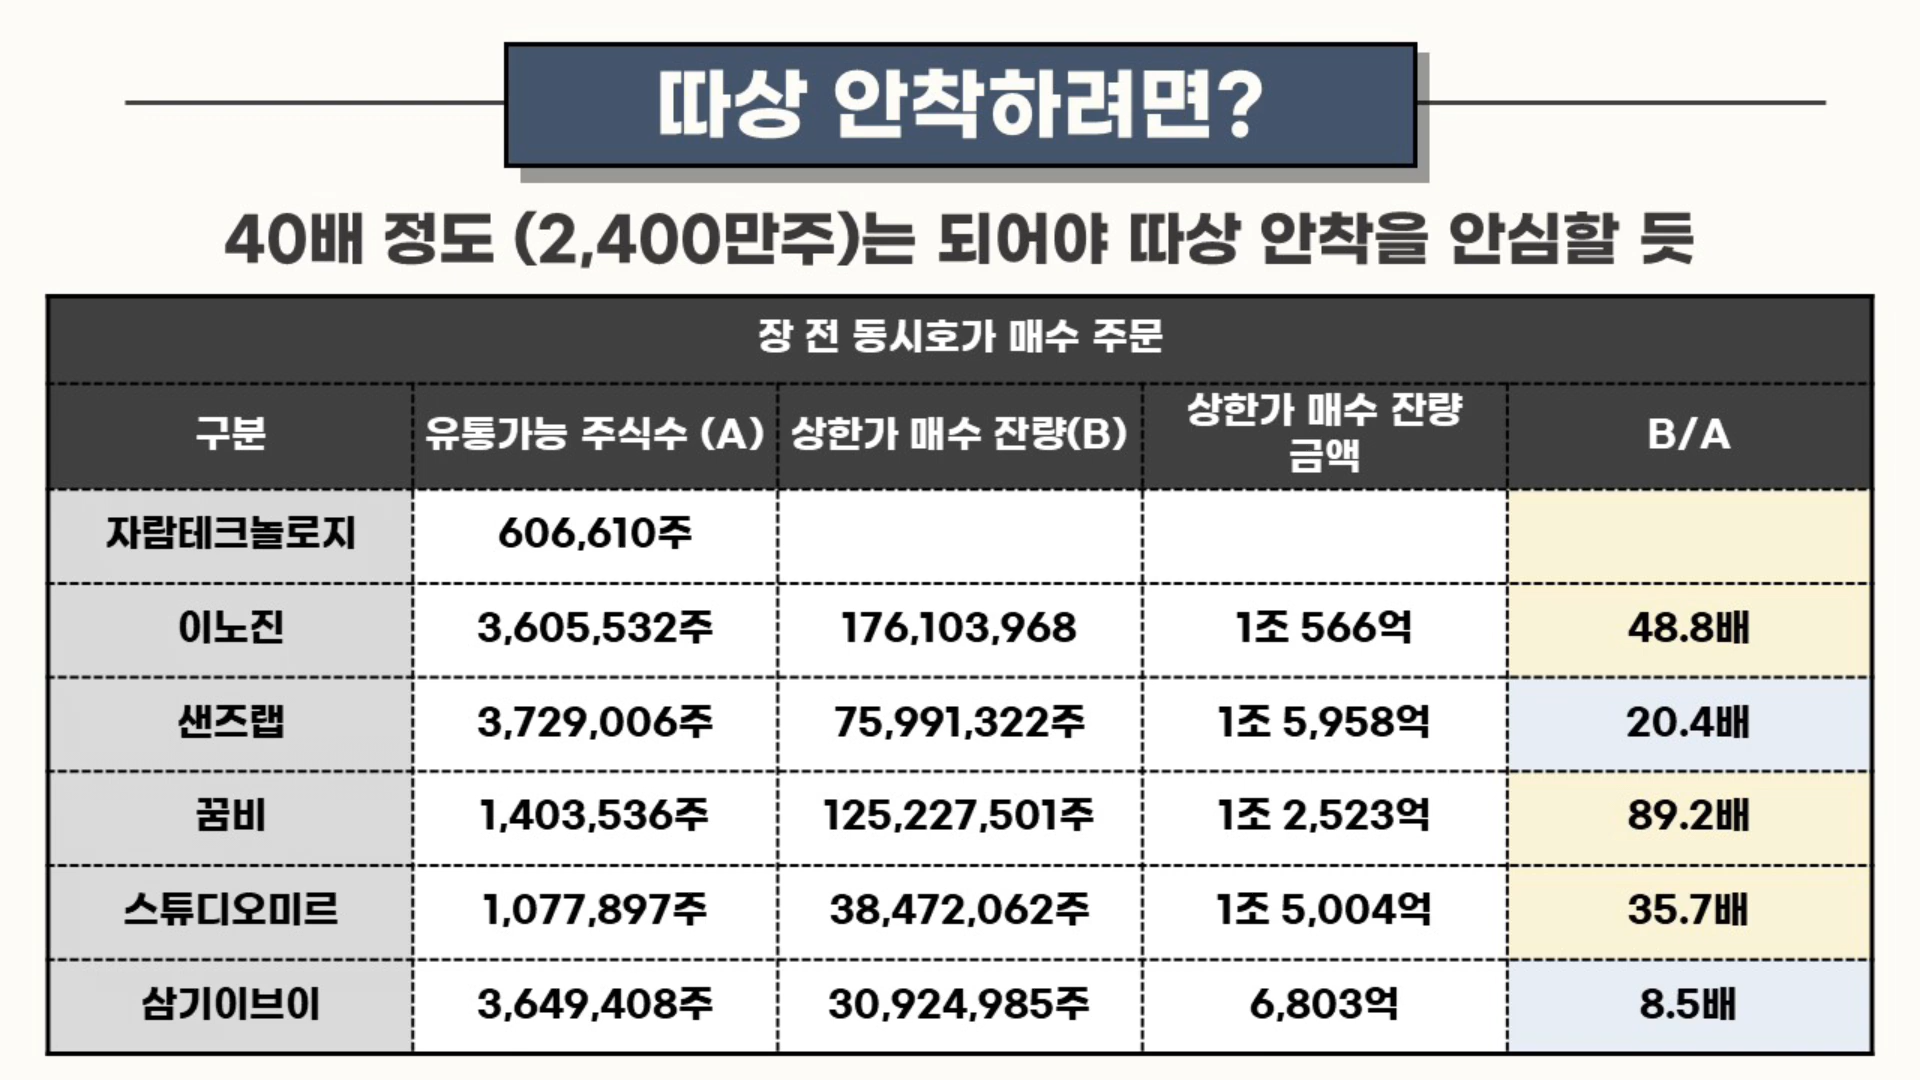 따상 안착하려면?
40배 정도 (2,400만주)는 되어야 따상 안착을 안심할 듯
장 전 동시호가 매수 주문
구분 유통가능 주식수 (A) 상한가 매수 잔량(B) 상한가 매수 잔량 금액 B/A
자람테크놀로지 606,610주
이노진 3,605,532주 176,103,968 1조 566억 48.8배
샌즈랩 3,729,006주 75,991,322주 1조 5,958억 20.4배
꿈비 1,403,536주 125,227,501주 1조 2,523억 89.2배
스튜디오미르 1,077,897주 38,472,062주 1조 5,004억 35.7배
삼기이브이 3,649,408주 30,924,985주 6,803억 8.5배